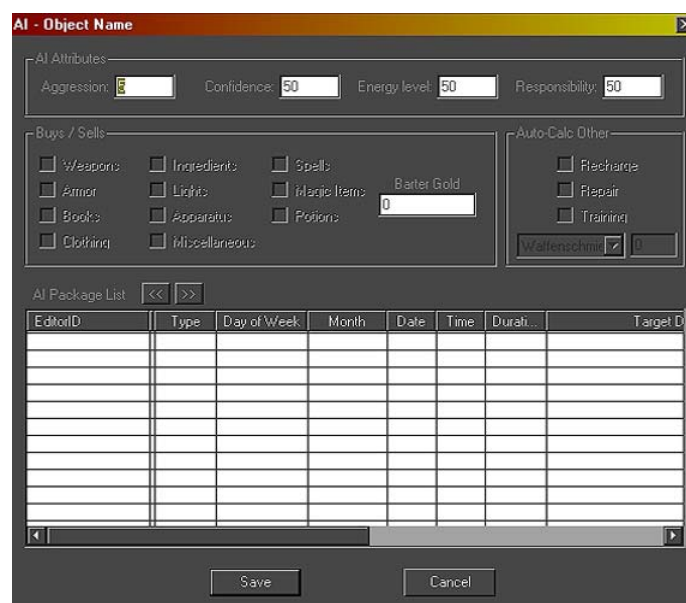 AI - Object Name
AI Attributes
Aggression: 5 Confidence: 50 Energy level: 50 Responsibility: 50
Buys / Sells
Auto-Calc Other
Weapons Ingredients Spells Recharge
Armor Lights Magic Items Barter Gold Repair
Books Apparatus Potions 0 Training
Clothing Miscellaneous Waffenschmie 0
AI Package List << >>
EditorID Type Day of Week Month Date Time Durati... Target D
Save Cancel